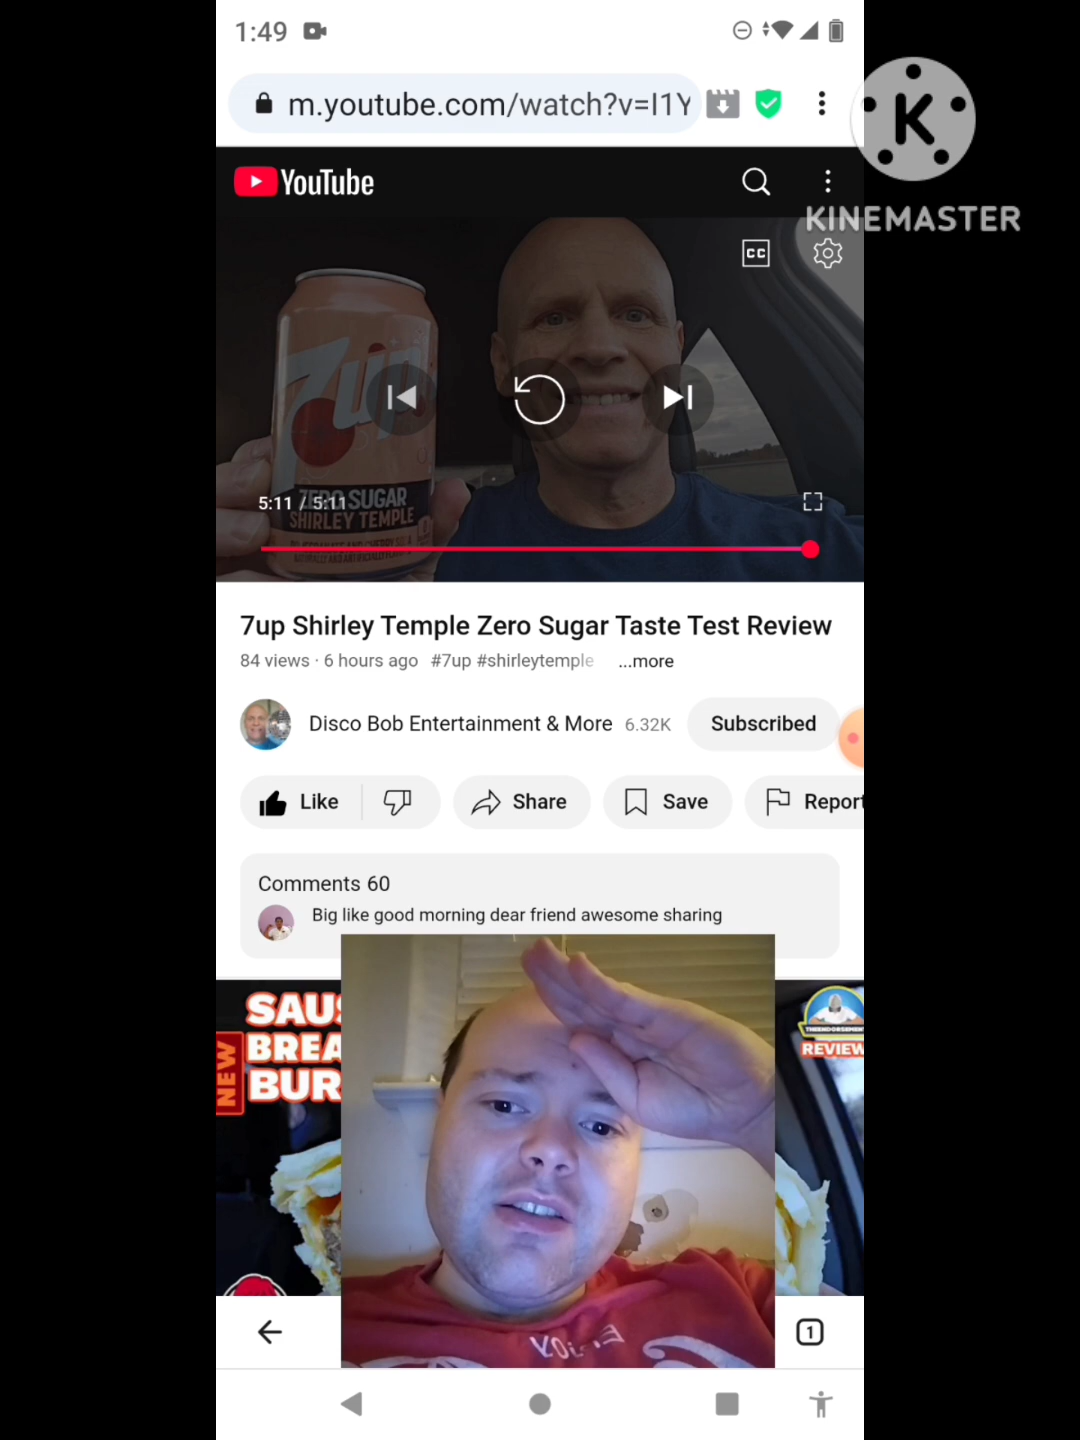 1:49
m.youtube.com/watch?v=I1Y
K
KINEMASTER
YouTube
CC
7up
ZERO SUGAR
SHIRLEY TEMPLE
5:11 / 5:11
7up Shirley Temple Zero Sugar Taste Test Review
84 views · 6 hours ago #7up #shirleytemple ...more
Disco Bob Entertainment & More 6.32K Subscribed
Like Share Save Report
Comments 60
Big like good morning dear friend awesome sharing
NEW
SAUS
BREA
BUR
REVIEW
1